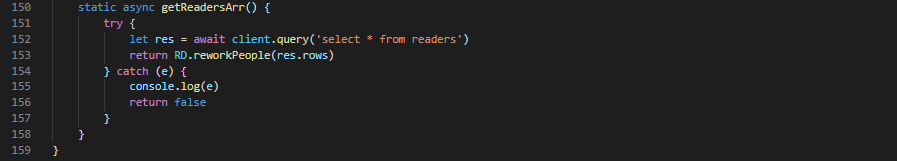 150 static async getReadersArr() {
151 try {
152 let res = await client.query('select * from readers')
153 return RD.reworkPeople(res.rows)
154 } catch (e) {
155 console.log(e)
156 return false
157 }
158 }
159 }